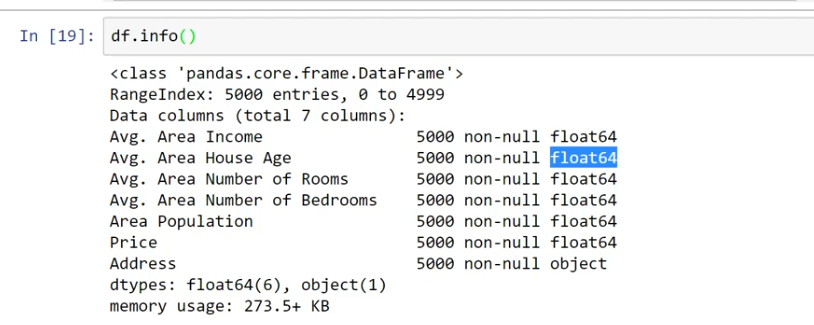 In [19]: df.info()
<class 'pandas.core.frame.DataFrame'>
RangeIndex: 5000 entries, 0 to 4999
Data columns (total 7 columns):
Avg. Area Income                5000 non-null float64
Avg. Area House Age             5000 non-null float64
Avg. Area Number of Rooms       5000 non-null float64
Avg. Area Number of Bedrooms    5000 non-null float64
Area Population                 5000 non-null float64
Price                           5000 non-null float64
Address                         5000 non-null object
dtypes: float64(6), object(1)
memory usage: 273.5+ KB